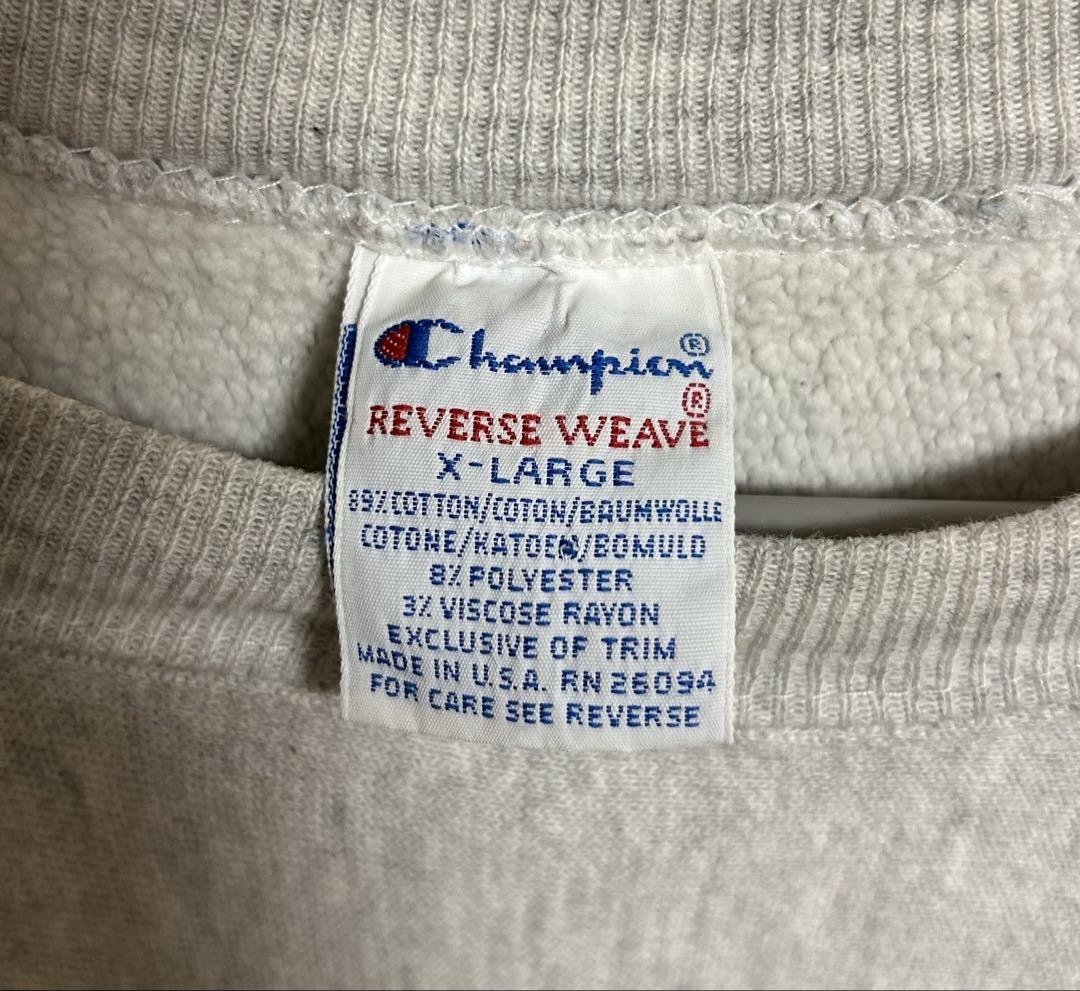 Champion®
REVERSE WEAVE®
X-LARGE
89% COTTON/COTON/BAUMWOLLE
COTONE/KATOEN/BOMULD
8% POLYESTER
3% VISCOSE RAYON
EXCLUSIVE OF TRIM
MADE IN U.S.A. RN 26094
FOR CARE SEE REVERSE